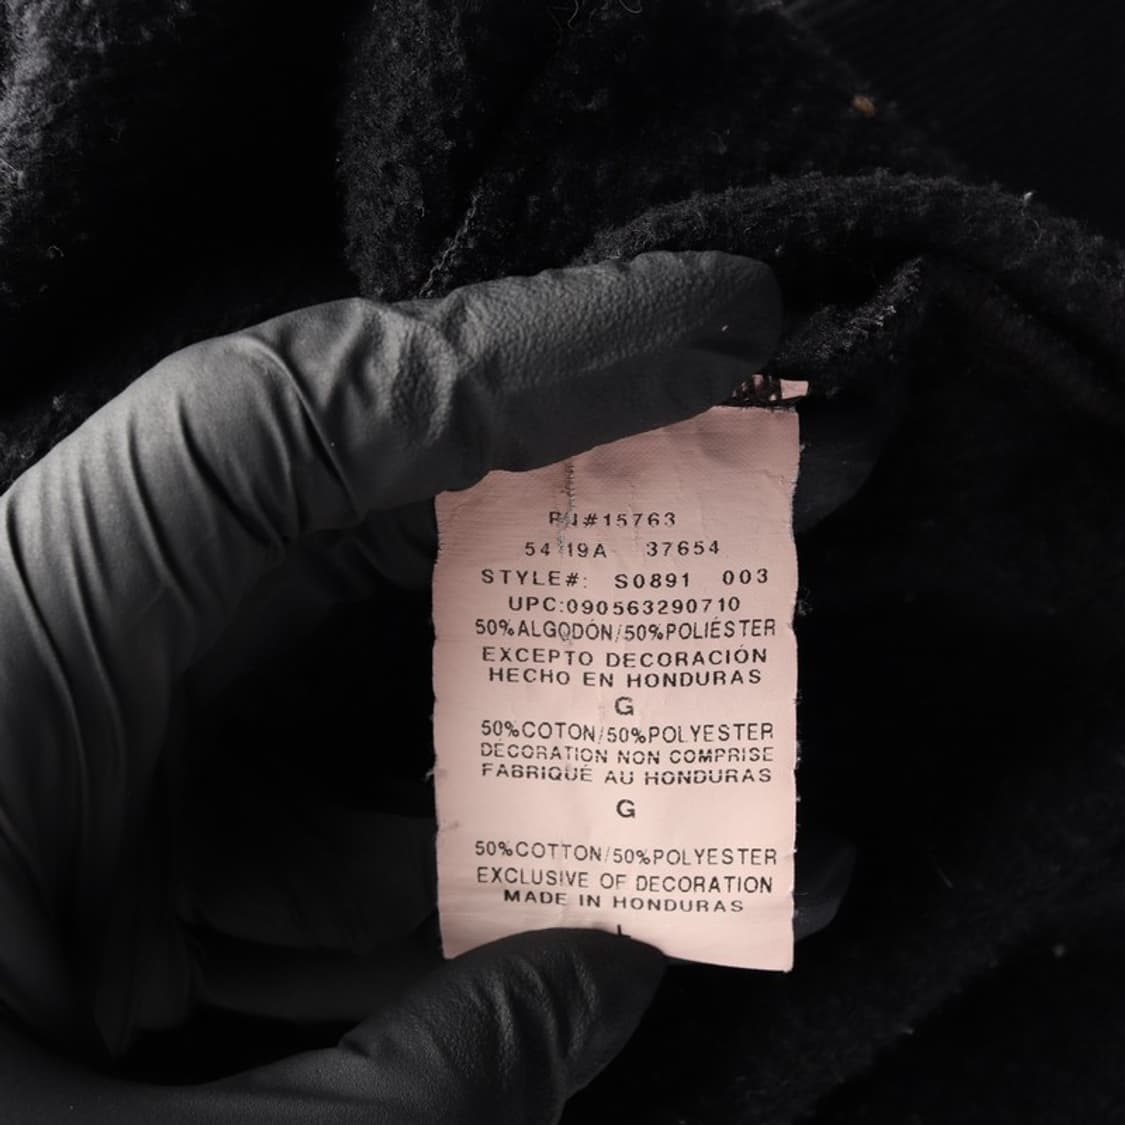 RN#15763
54 19A 37654
STYLE#: S0891 003
UPC:090563290710
50%ALGODÓN/50%POLIÉSTER
EXCEPTO DECORACIÓN
HECHO EN HONDURAS
G
50%COTON/50%POLYESTER
DÉCORATION NON COMPRISE
FABRIQUÉ AU HONDURAS
G
50%COTTON/50%POLYESTER
EXCLUSIVE OF DECORATION
MADE IN HONDURAS